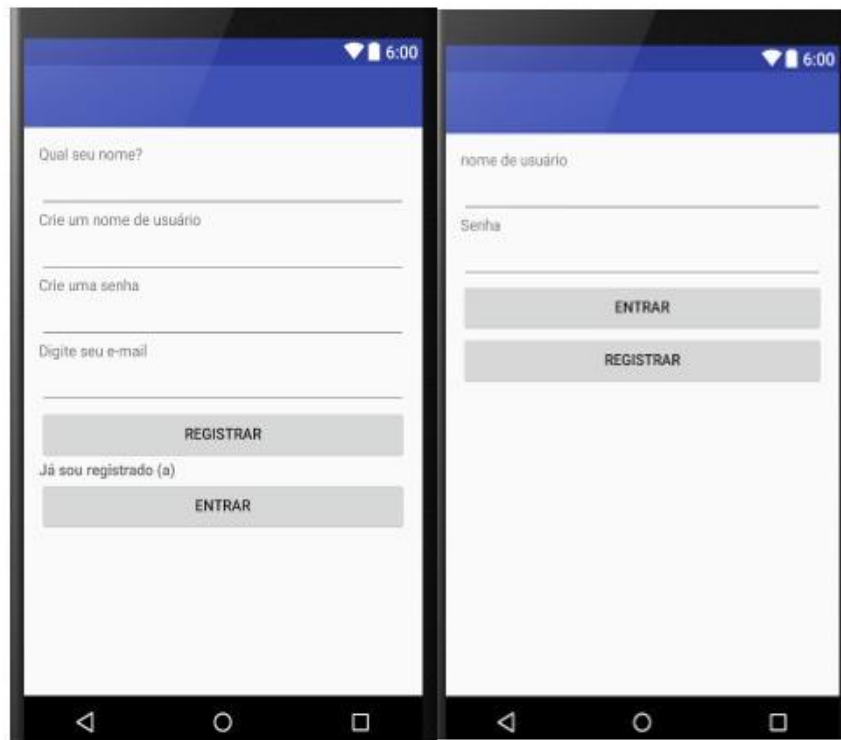 6:00
Qual seu nome?
Crie um nome de usuário
Crie uma senha
Digite seu e-mail
REGISTRAR
Já sou registrado (a)
ENTRAR
6:00
nome de usuário
Senha
ENTRAR
REGISTRAR